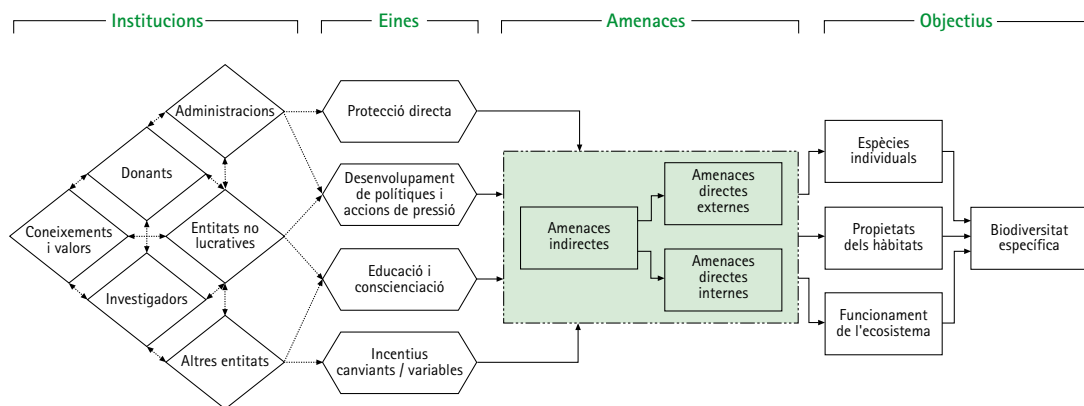 Institucions
Eines
Amenaces
Objectius
Administracions
Donants
Coneixements
i valors
Entitats no
lucratives
Investigadors
Altres entitats
Protecció directa
Desenvolupament
de polítiques i
accions de pressió
Educació i
conscienciació
Incentius
canviants / variables
Amenaces
indirectes
Amenaces
directes
externes
Amenaces
directes
internes
Espècies
individuals
Propietats
dels hàbitats
Funcionament
de l'ecosistema
Biodiversitat
específica